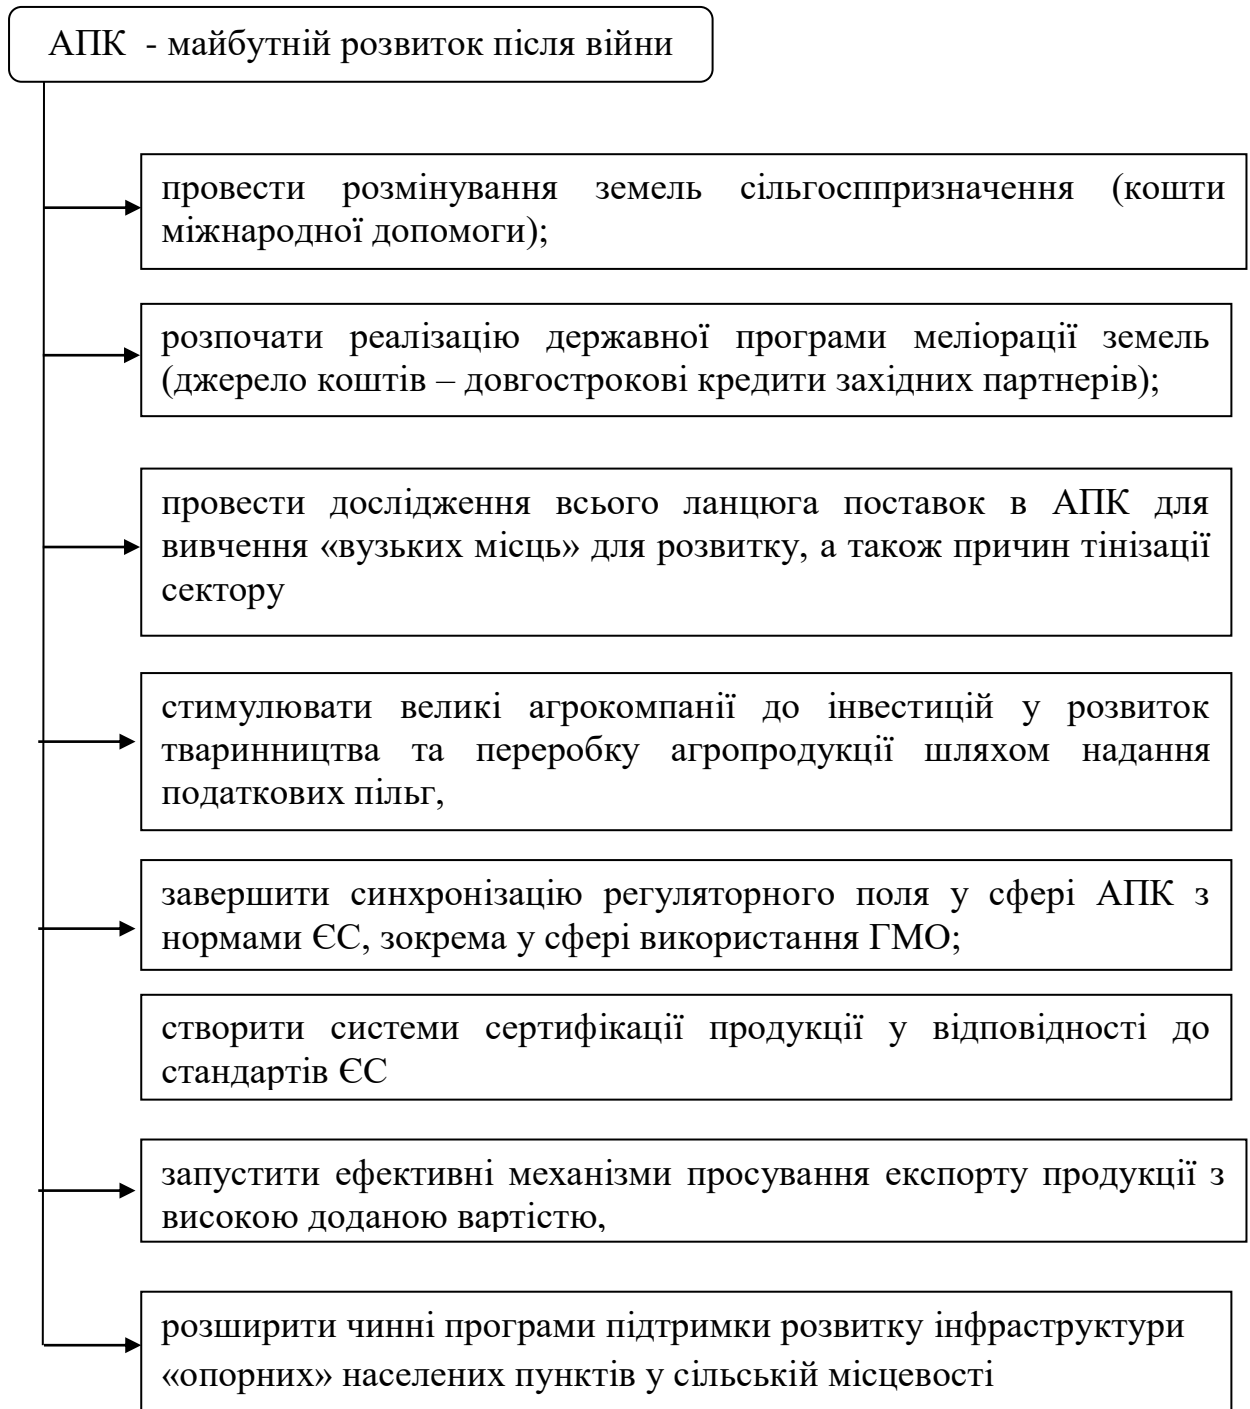 АПК - майбутній розвиток після війни
провести розмінування земель сільгосппризначення (кошти
міжнародної допомоги);
розпочати реалізацію державної програми меліорації земель
(джерело коштів – довгострокові кредити західних партнерів);
провести дослідження всього ланцюга поставок в АПК для
вивчення «вузьких місць» для розвитку, а також причин тінізації
сектору
стимулювати великі агрокомпанії до інвестицій у розвиток
тваринництва та переробку агропродукції шляхом надання
податкових пільг,
завершити синхронізацію регуляторного поля у сфері АПК з
нормами ЄС, зокрема у сфері використання ГМО;
створити системи сертифікації продукції у відповідності до
стандартів ЄС
запустити ефективні механізми просування експорту продукції з
високою доданою вартістю,
розширити чинні програми підтримки розвитку інфраструктури
«опорних» населених пунктів у сільській місцевості